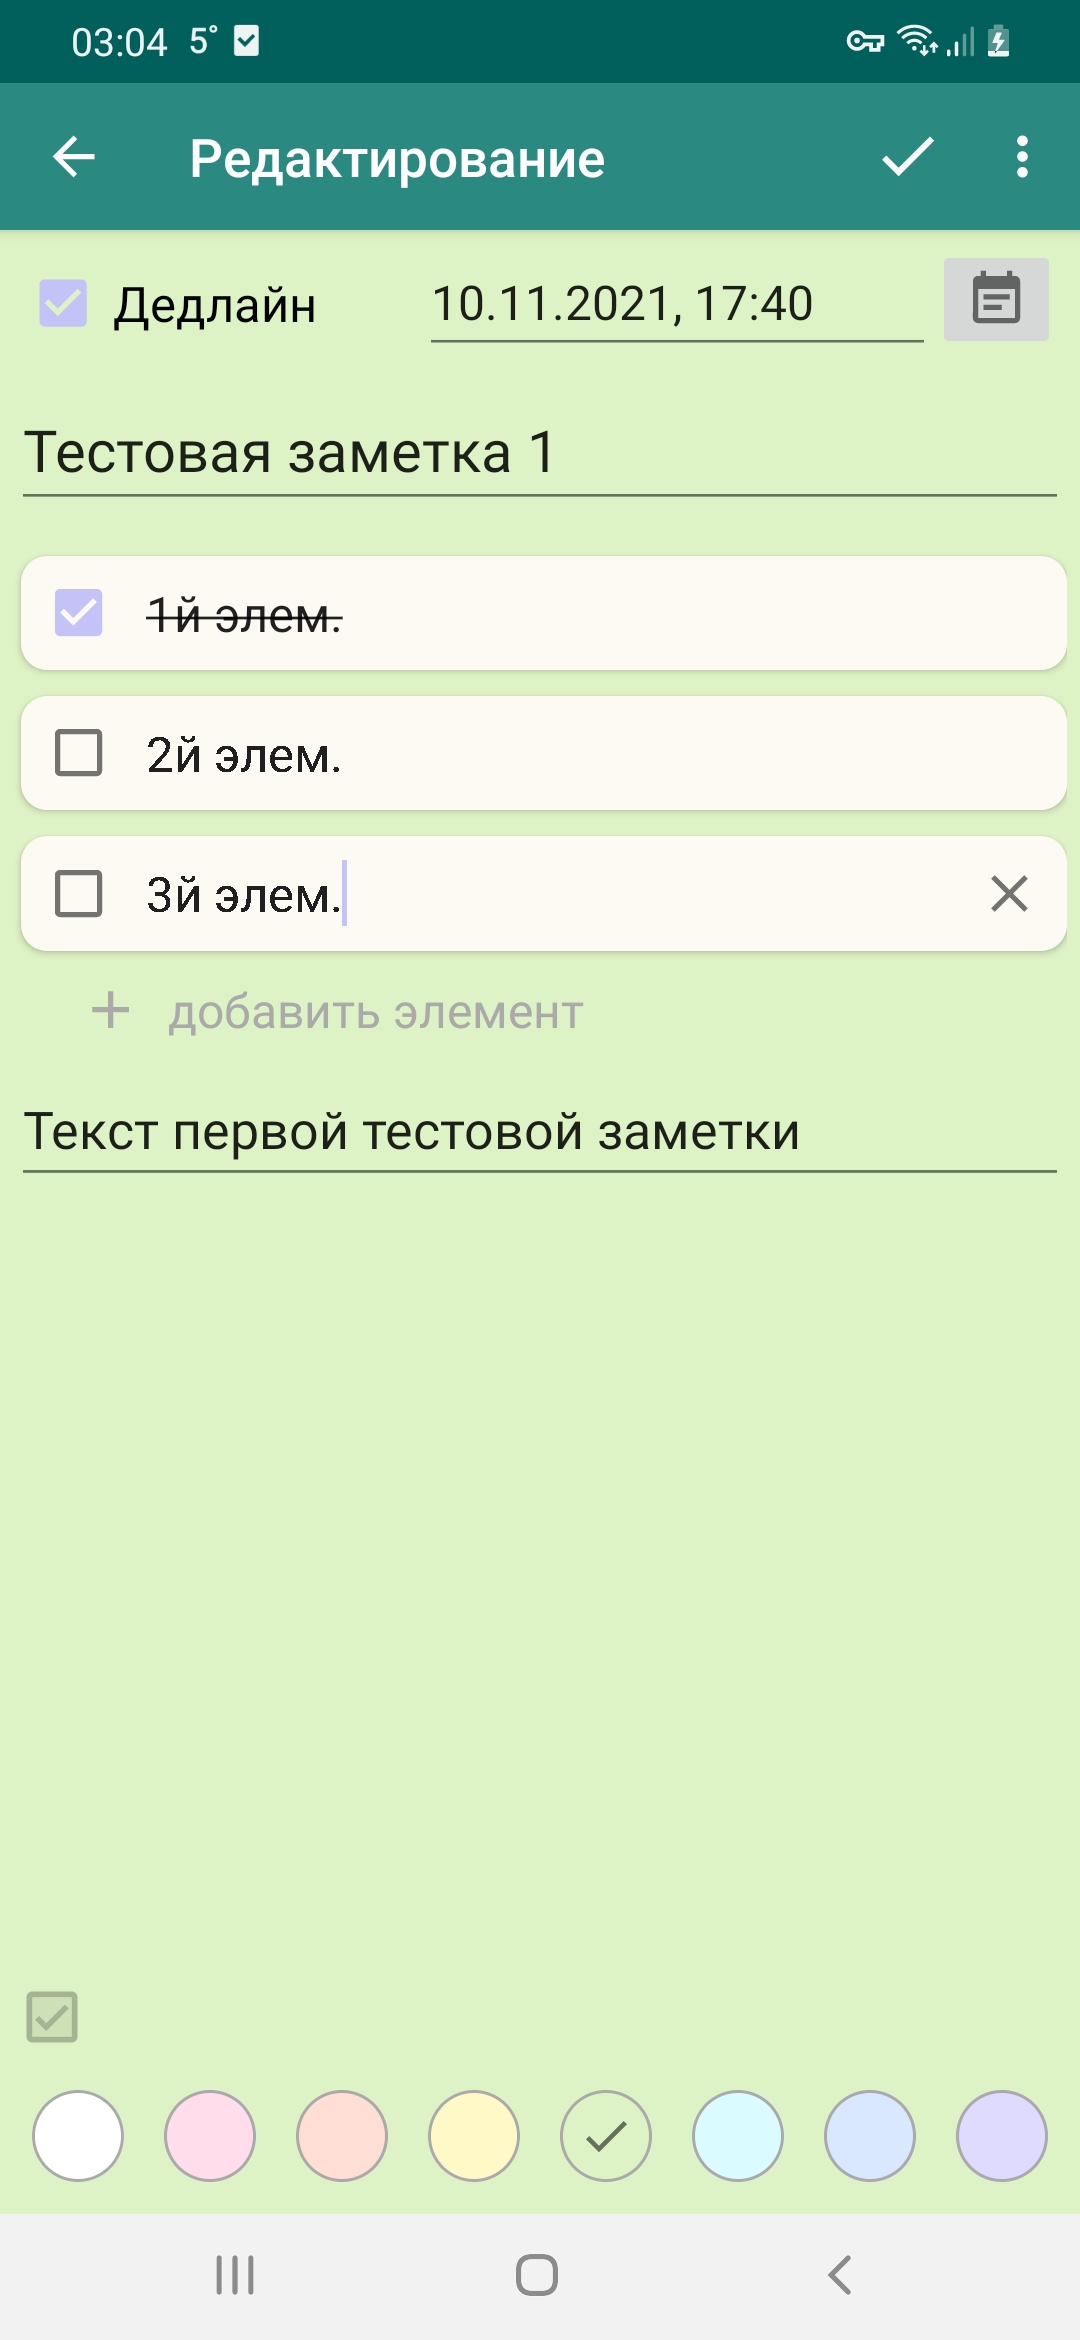 03:04 5°
Редактирование
Дедлайн 10.11.2021, 17:40
Тестовая заметка 1
1й элем.
2й элем.
3й элем.
+ добавить элемент
Текст первой тестовой заметки